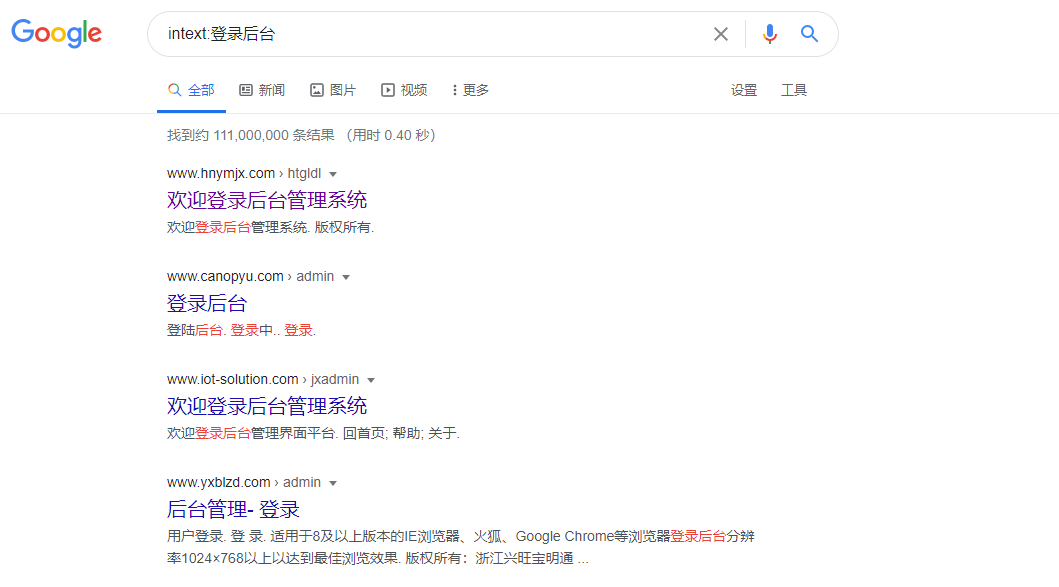 Google
intext:登录后台
全部 新闻 图片 视频 更多 设置 工具
找到约 111,000,000 条结果 （用时 0.40 秒）
www.hnymjx.com › htgldl
欢迎登录后台管理系统
欢迎登录后台管理系统. 版权所有.
www.canopyu.com › admin
登录后台
登陆后台. 登录中.. 登录.
www.iot-solution.com › jxadmin
欢迎登录后台管理系统
欢迎登录后台管理界面平台. 回首页; 帮助; 关于.
www.yxblzd.com › admin
后台管理- 登录
用户登录. 登 录. 适用于8及以上版本的IE浏览器、火狐、Google Chrome等浏览器登录后台分辨
率1024×768以上以达到最佳浏览效果. 版权所有：浙江兴旺宝明通 ...